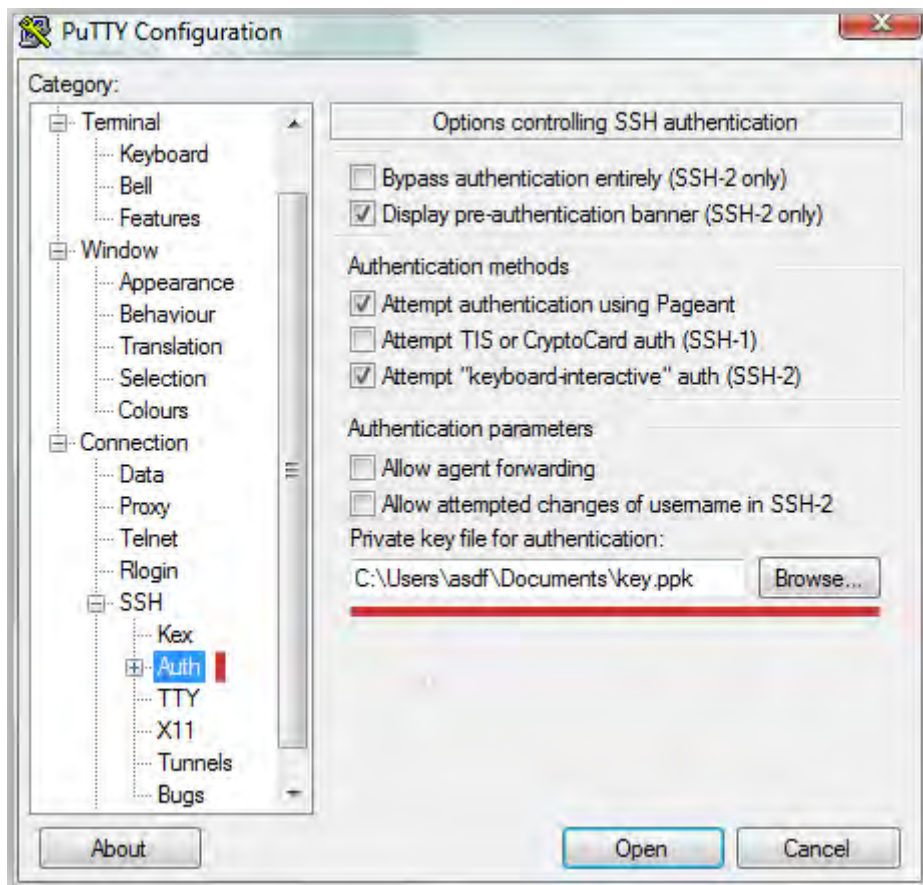 PuTTY Configuration
Category:
Terminal
Keyboard
Bell
Features
Window
Appearance
Behaviour
Translation
Selection
Colours
Connection
Data
Proxy
Telnet
Rlogin
SSH
Kex
Auth
TTY
X11
Tunnels
Bugs
Options controlling SSH authentication
Bypass authentication entirely (SSH-2 only)
Display pre-authentication banner (SSH-2 only)
Authentication methods
Attempt authentication using Pageant
Attempt TIS or CryptoCard auth (SSH-1)
Attempt "keyboard-interactive" auth (SSH-2)
Authentication parameters
Allow agent forwarding
Allow attempted changes of username in SSH-2
Private key file for authentication:
C:\Users\asdf\Documents\key.ppk
Browse...
About
Open
Cancel